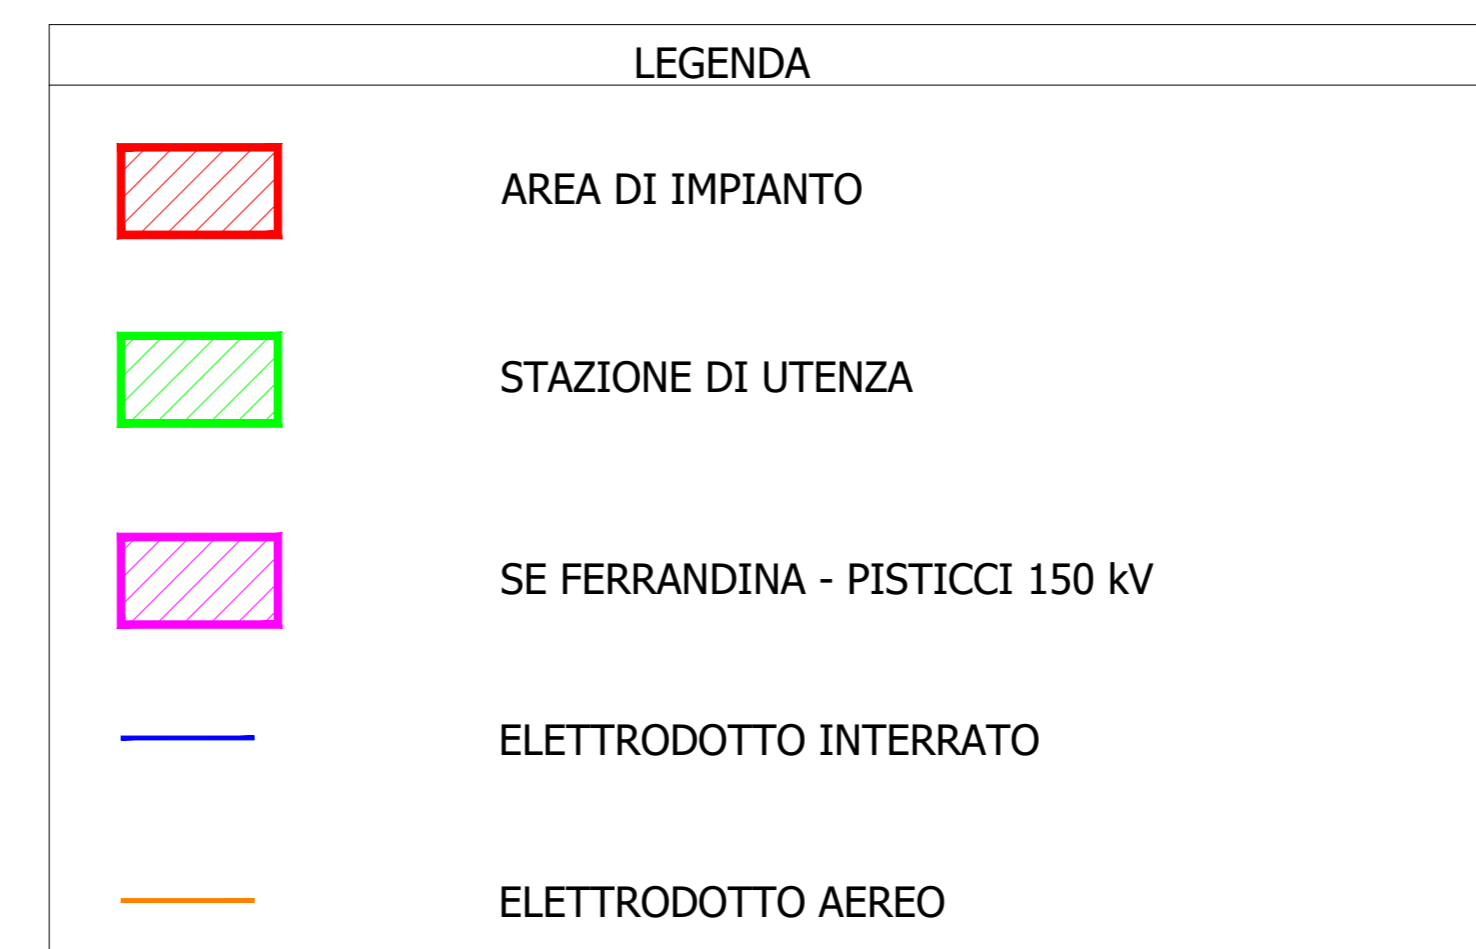 LEGENDA
AREA DI IMPIANTO
STAZIONE DI UTENZA
SE FERRANDINA - PISTICCI 150 kV
ELETTRODOTTO INTERRATO
ELETTRODOTTO AEREO